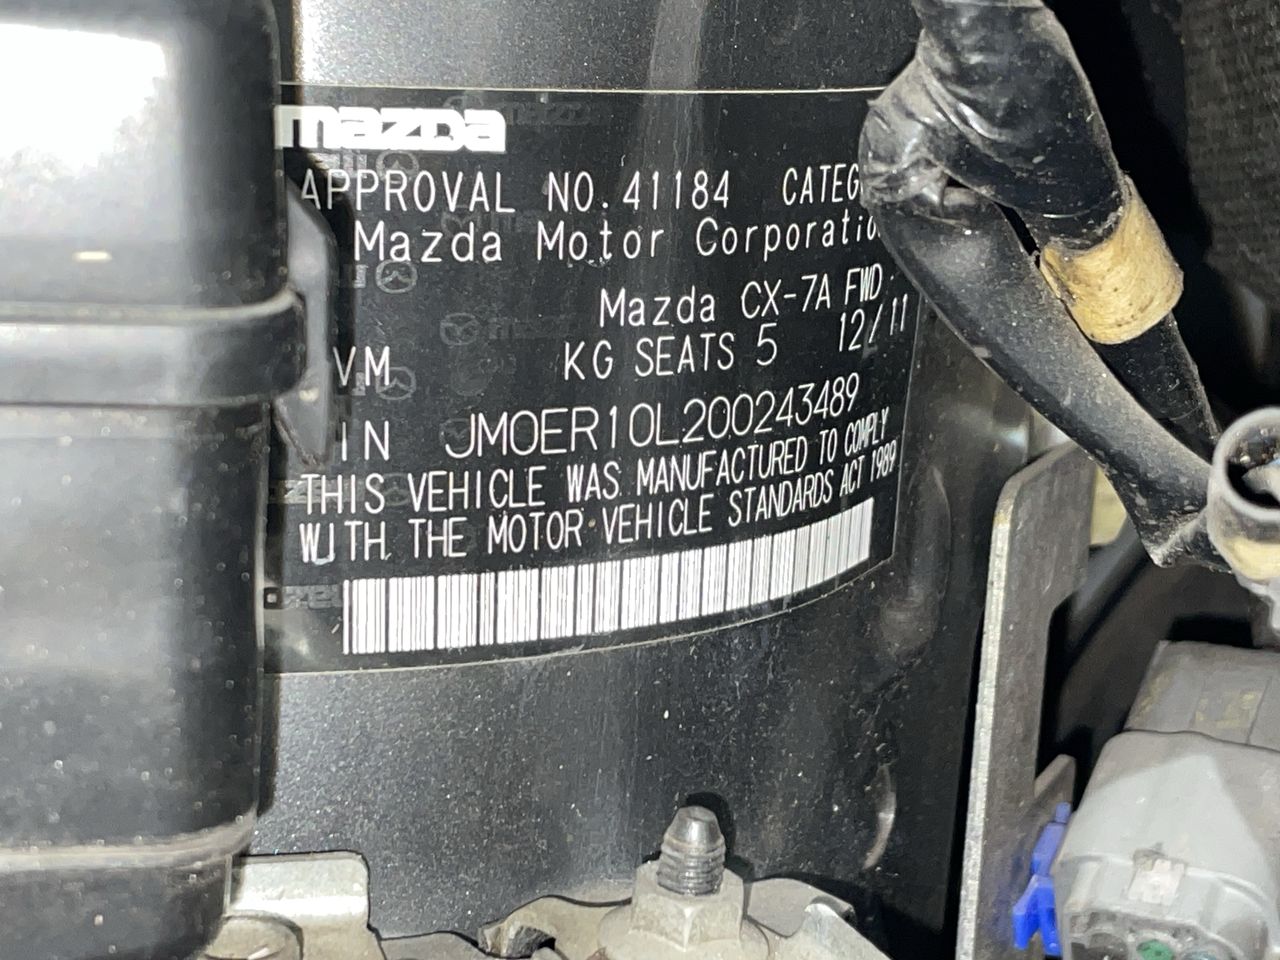 mazda
APPROVAL NO. 41184 CATEG
Mazda Motor Corporatio
Mazda CX-7A FWD
VM KG SEATS 5 12/11
IN JM0ER10L200243489
THIS VEHICLE WAS MANUFACTURED TO COMPLY
WITH THE MOTOR VEHICLE STANDARDS ACT 1989